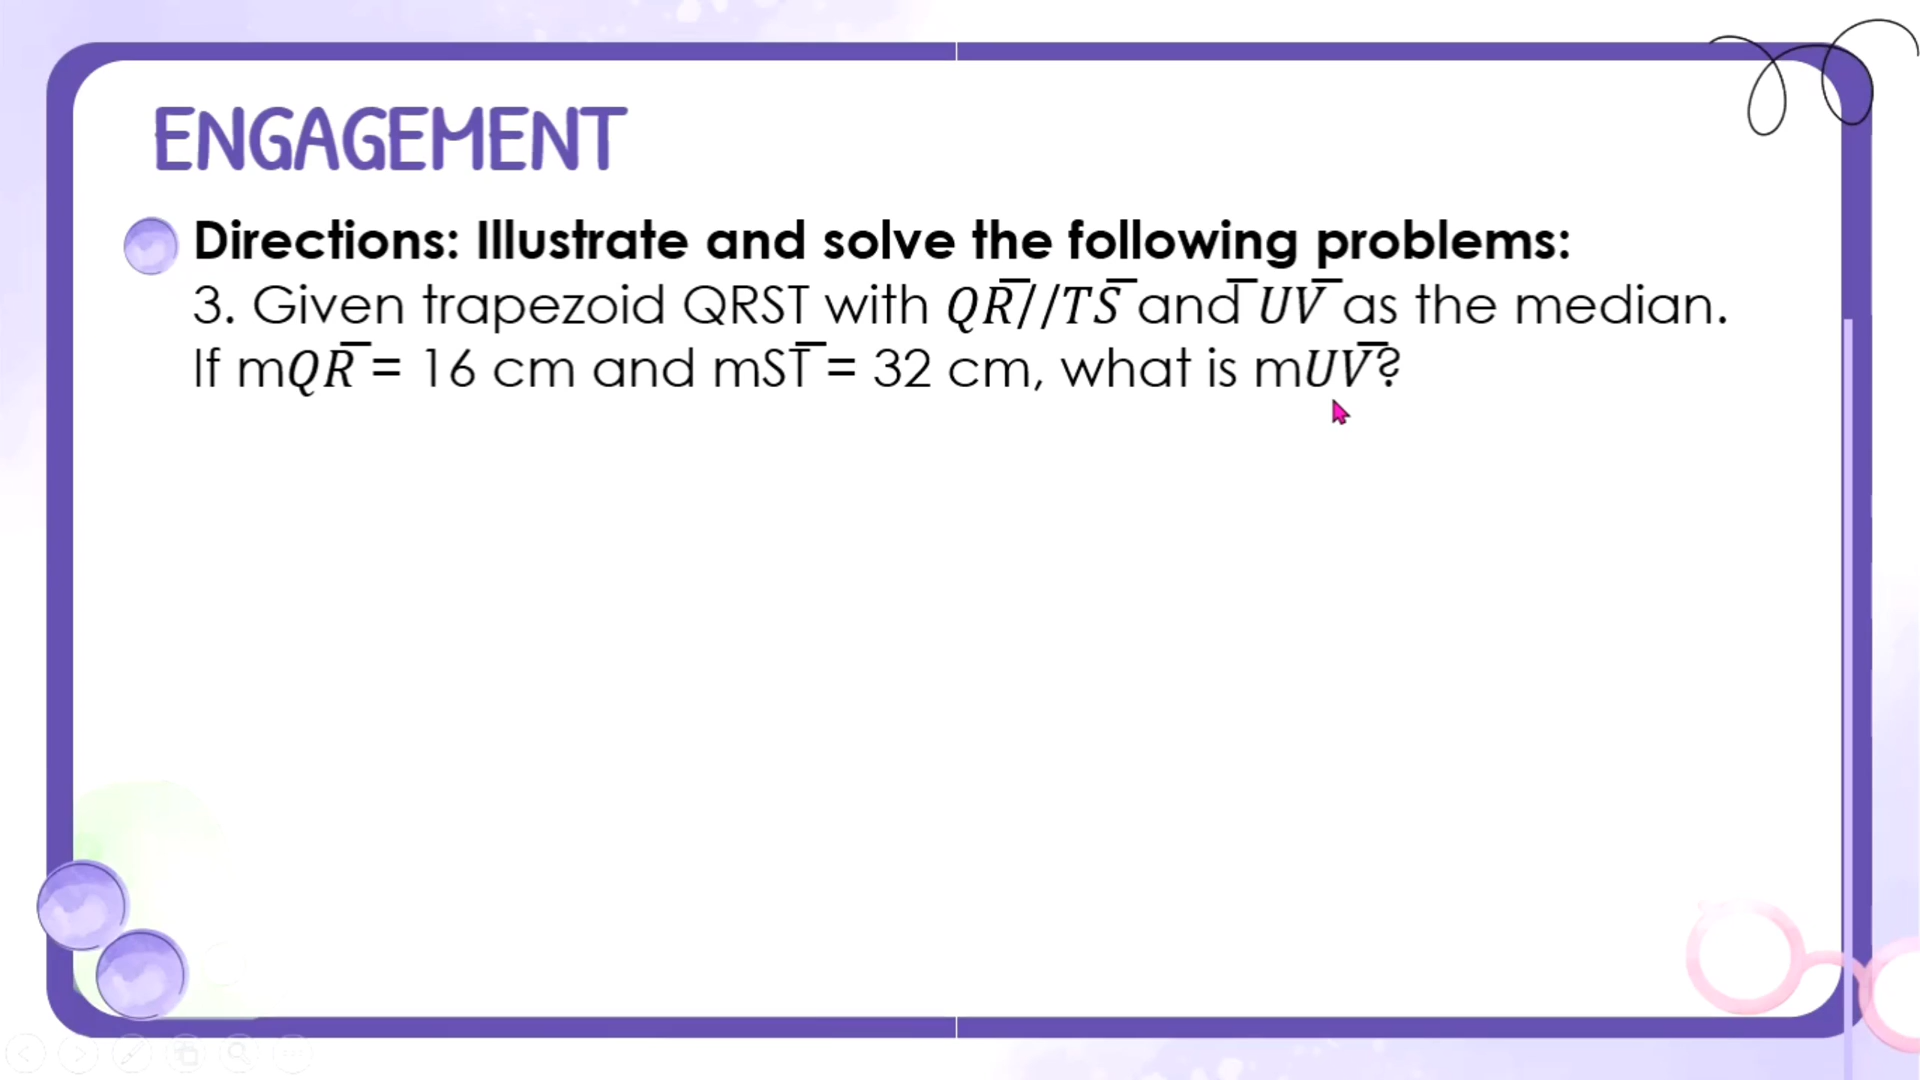 ENGAGEMENT
Directions: Illustrate and solve the following problems:
3. Given trapezoid QRST with 𝑄𝑅̅//𝑇𝑆̅ and ̅𝑈𝑉̅ as the median.
If m𝑄𝑅̅ = 16 cm and mST̅ = 32 cm, what is m𝑈𝑉̅?